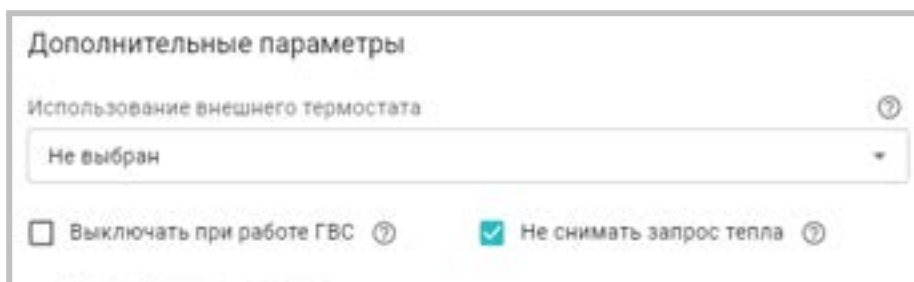 Дополнительные параметры
Использование внешнего термостата
Не выбран
Выключать при работе ГВС Не снимать запрос тепла